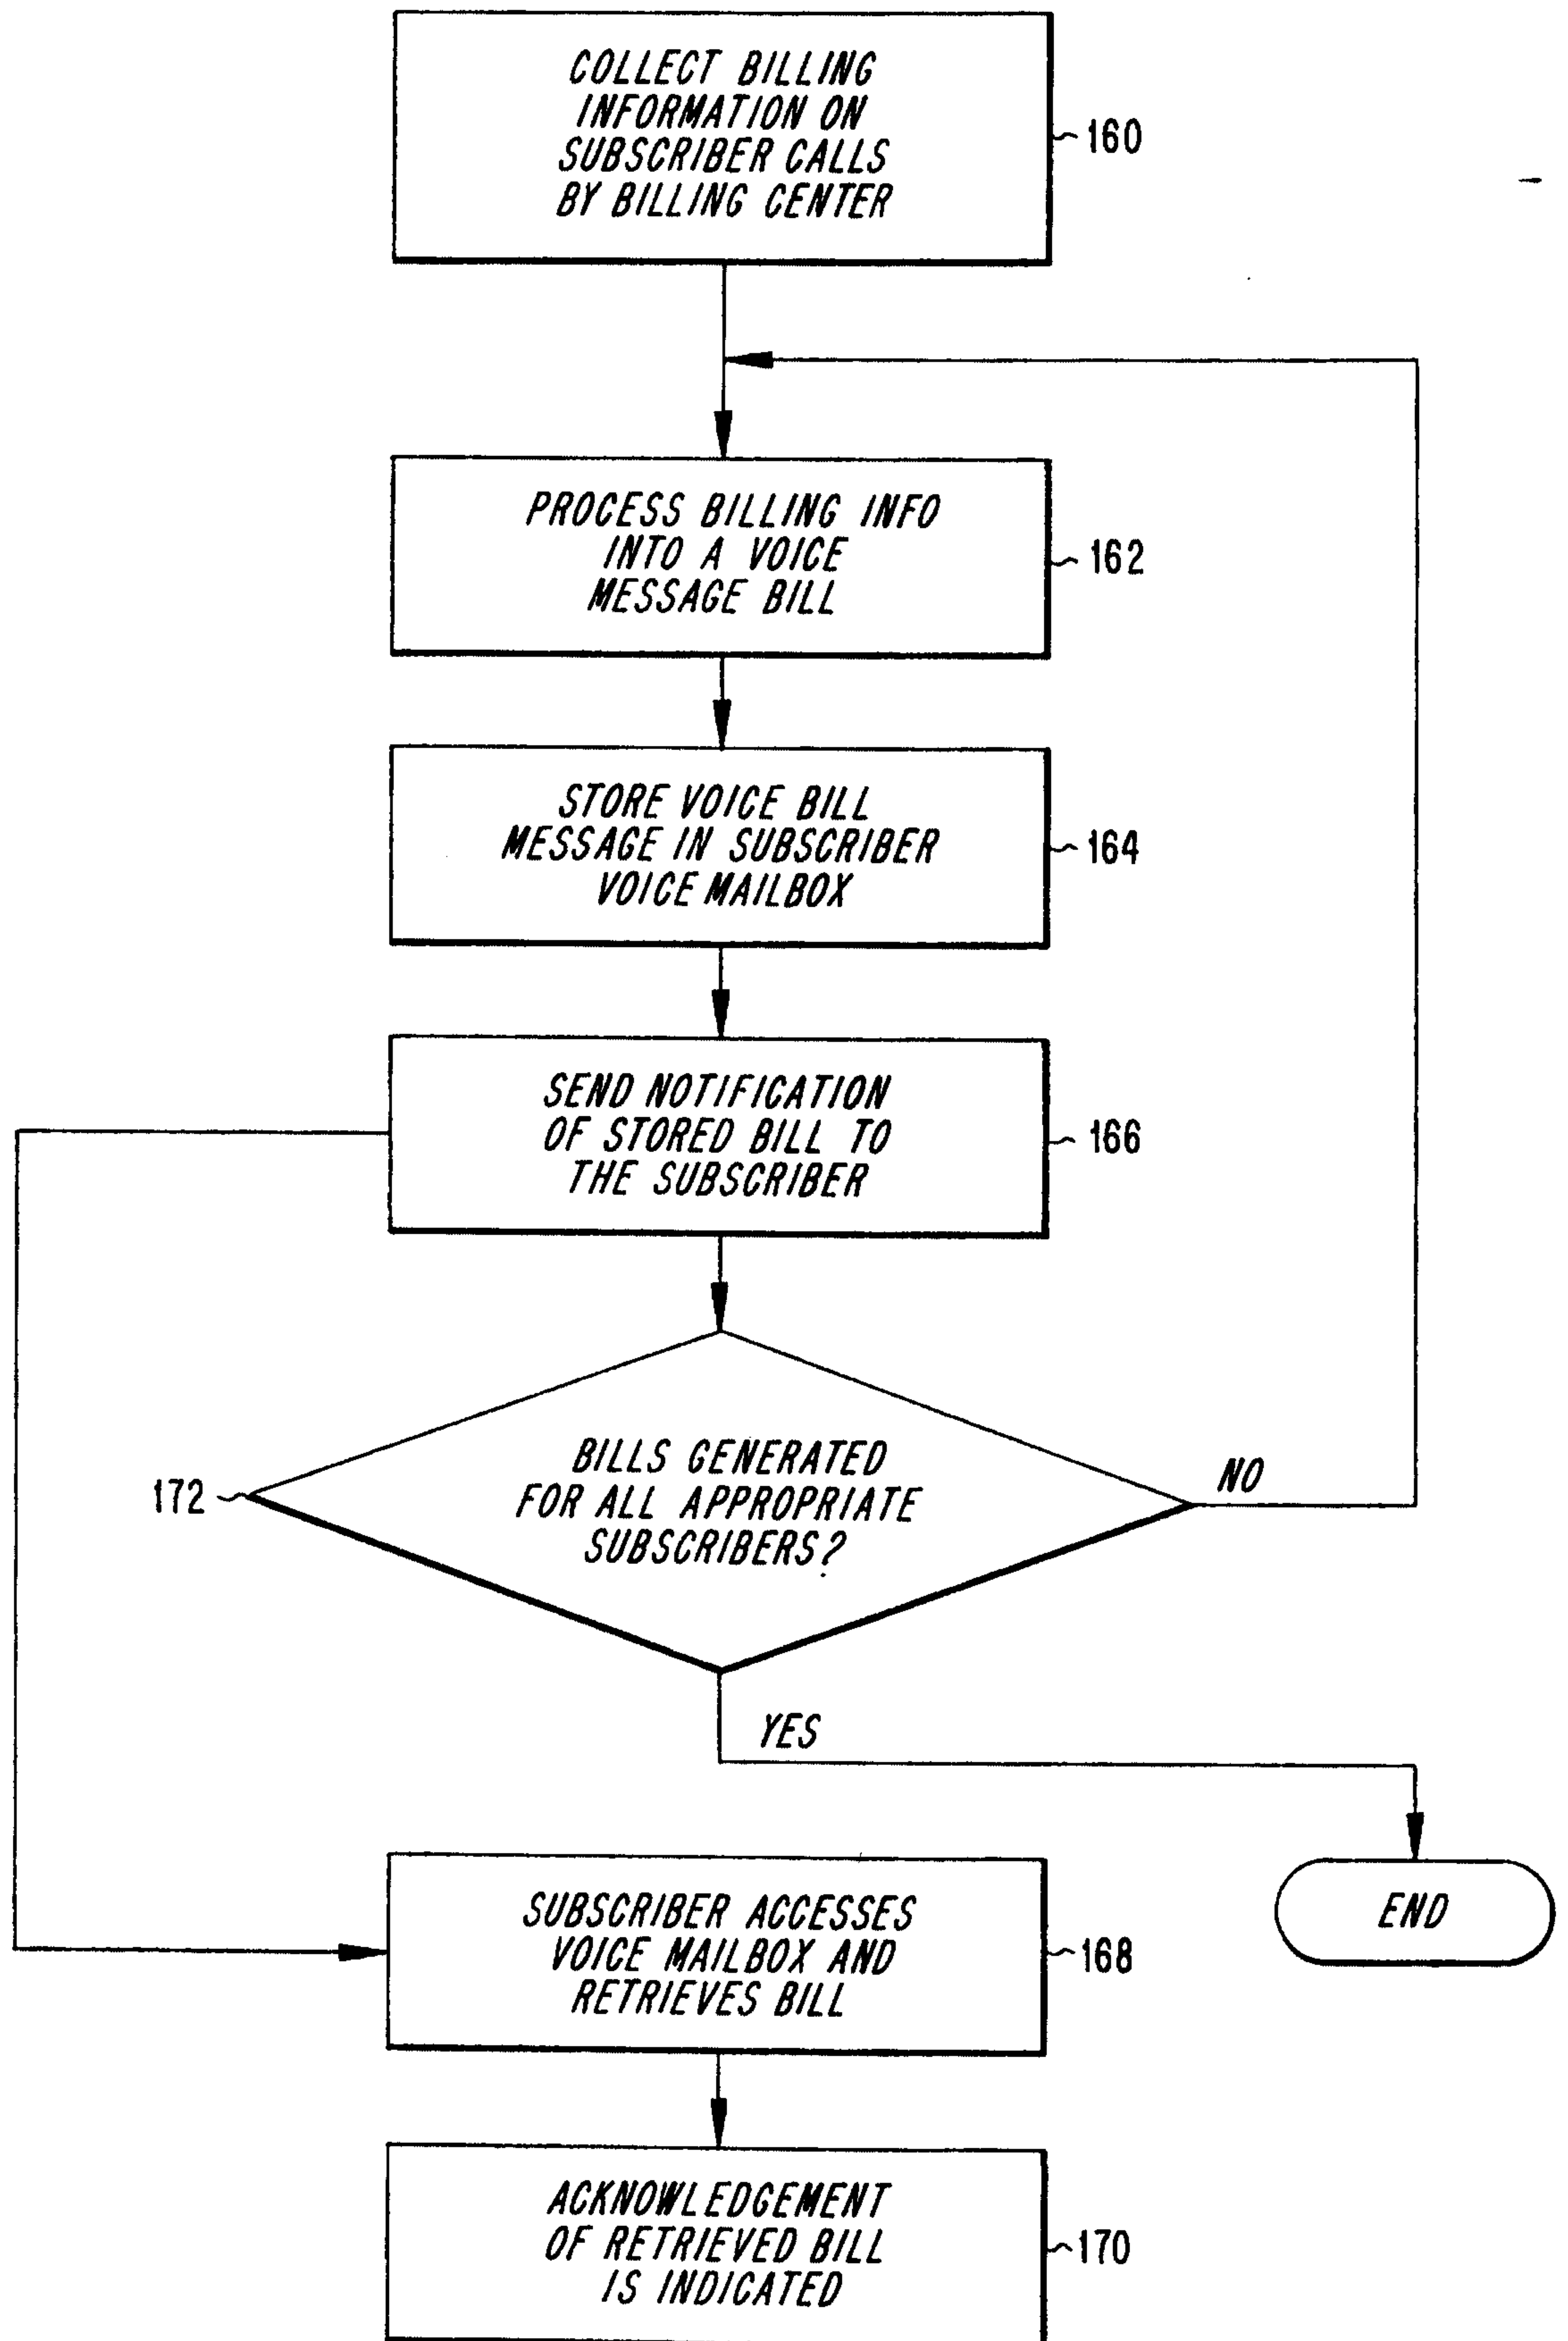 COLLECT BILLING
INFORMATION ON
SUBSCRIBER CALLS
BY BILLING CENTER
160
PROCESS BILLING INFO
INTO A VOICE
MESSAGE BILL
162
STORE VOICE BILL
MESSAGE IN SUBSCRIBER
VOICE MAILBOX
164
SEND NOTIFICATION
OF STORED BILL TO
THE SUBSCRIBER
166
BILLS GENERATED
FOR ALL APPROPRIATE
SUBSCRIBERS?
172
NO
YES
END
SUBSCRIBER ACCESSES
VOICE MAILBOX AND
RETRIEVES BILL
168
ACKNOWLEDGEMENT
OF RETRIEVED BILL
IS INDICATED
170